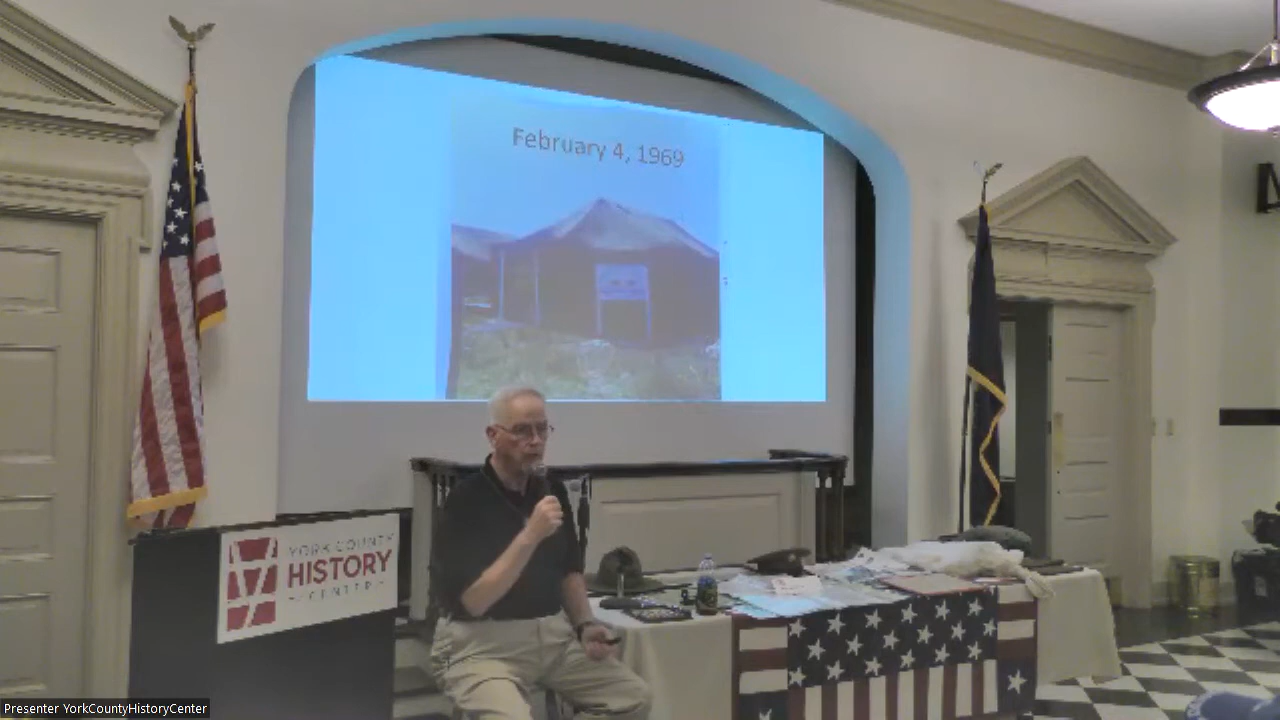 February 4, 1969
YORK COUNTY
HISTORY
CENTER
Presenter YorkCountyHistoryCenter